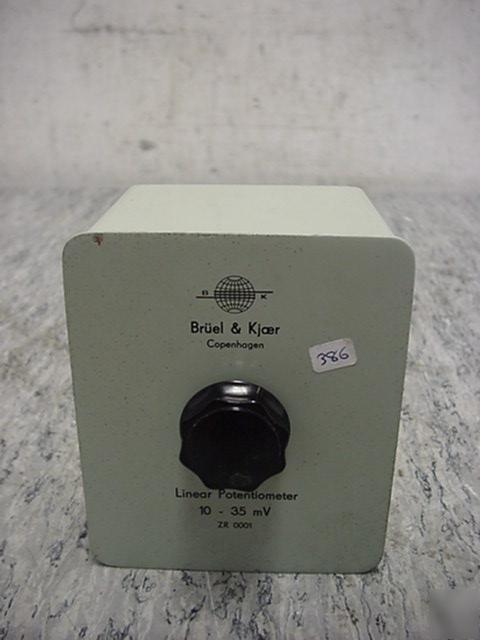 B K
Brüel & Kjær
Copenhagen
386
Linear Potentiometer
10 - 35 mV
ZR 0001